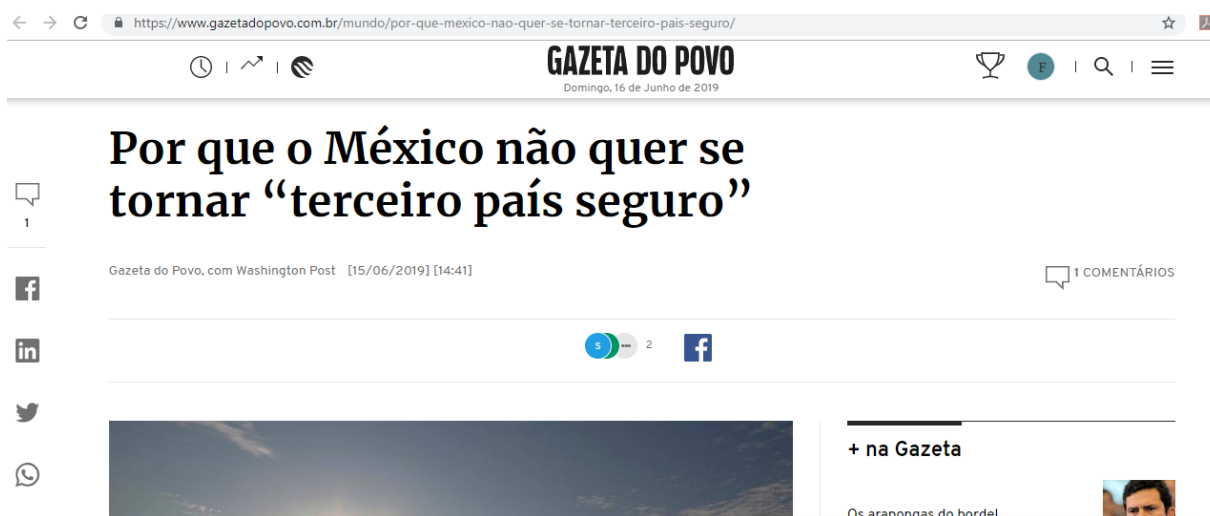 https://www.gazetadopovo.com.br/mundo/por-que-mexico-nao-quer-se-tornar-terceiro-pais-seguro/
GAZETA DO POVO
Domingo, 16 de Junho de 2019
F
Por que o México não quer se
tornar “terceiro país seguro”
1
Gazeta do Povo, com Washington Post [15/06/2019] [14:41]
1 COMENTÁRIOS
S
2
+ na Gazeta
Os arapongas do bordel